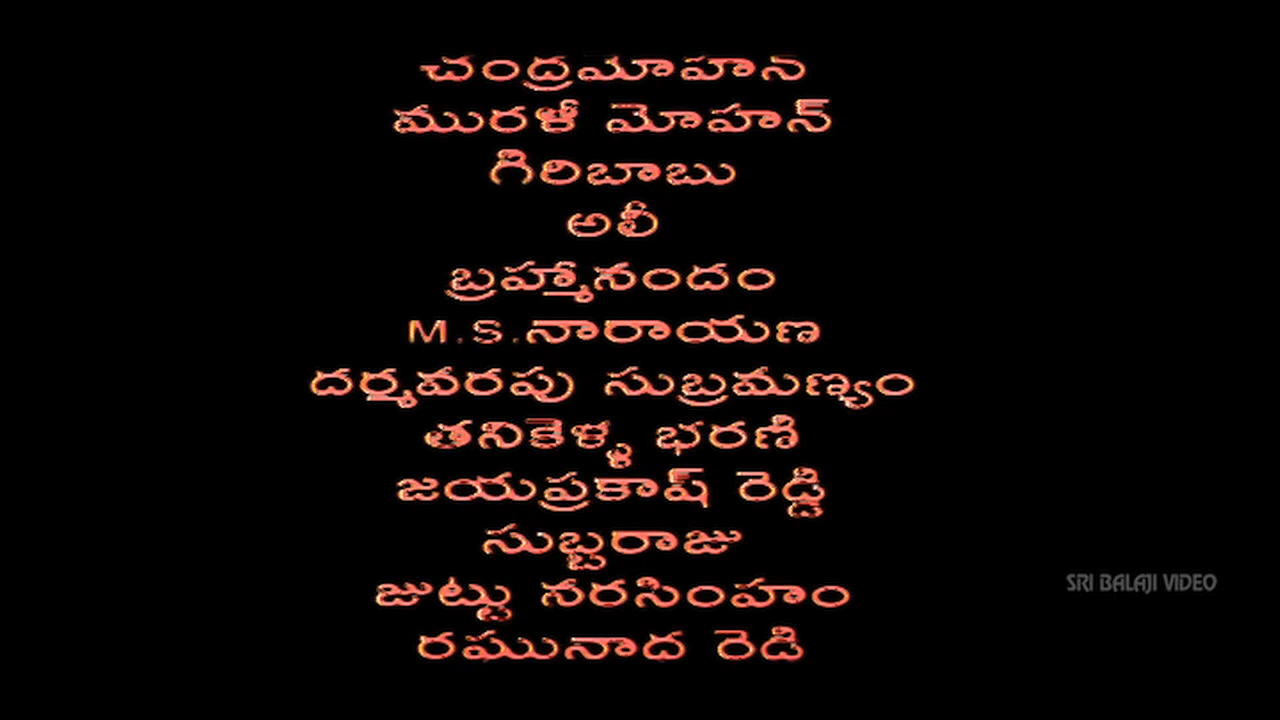 చంద్రమోహన్
మురళీ మోహన్
గిరిబాబు
అలీ
బ్రహ్మానందం
M.S.నారాయణ
దర్మవరపు సుబ్రమణ్యం
తనికెళ్ళ భరణి
జయప్రకాష్ రెడ్డి
సుబ్బరాజు
జుట్టు నరసింహం
రఘునాద రెడి
SRI BALAJI VIDEO